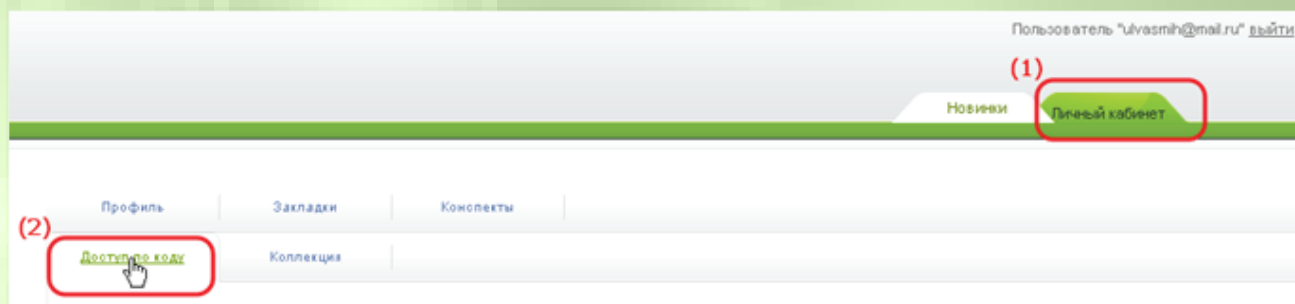 Пользователь "ulvasmih@mail.ru" выйти
(1)
Новинки Личный кабинет
Профиль Закладки Конспекты
(2)
Доступ по коду Коллекция